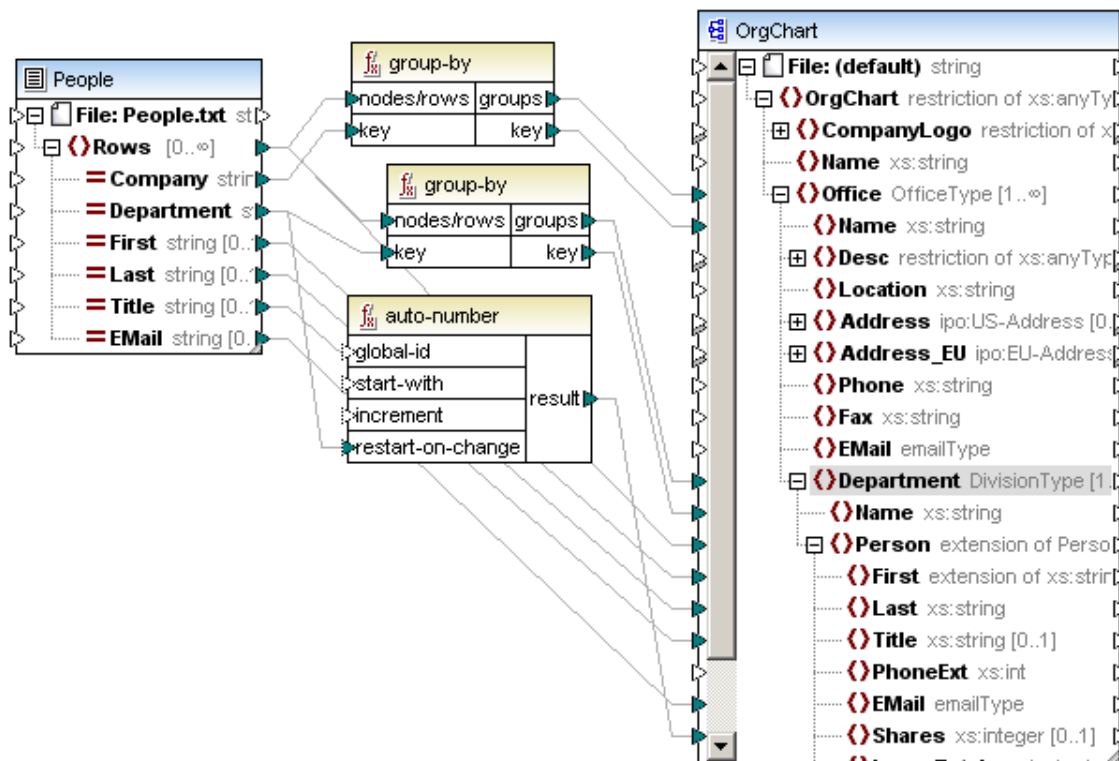 People
File: People.txt st
Rows [0..∞]
Company strin
Department s
First string [0..
Last string [0..
Title string [0..
EMail string [0..
group-by
nodes/rows groups
key key
group-by
nodes/rows groups
key key
auto-number
global-id
start-with
increment
restart-on-change
result
OrgChart
File: (default) string
OrgChart restriction of xs:anyTy
CompanyLogo restriction of x
Name xs:string
Office OfficeType [1..∞]
Name xs:string
Desc restriction of xs:anyTyp
Location xs:string
Address ipo:US-Address [0.
Address_EU ipo:EU-Address
Phone xs:string
Fax xs:string
EMail emailType
Department DivisionType [1.
Name xs:string
Person extension of Perso
First extension of xs:strin
Last xs:string
Title xs:string [0..1]
PhoneExt xs:int
EMail emailType
Shares xs:integer [0..1]